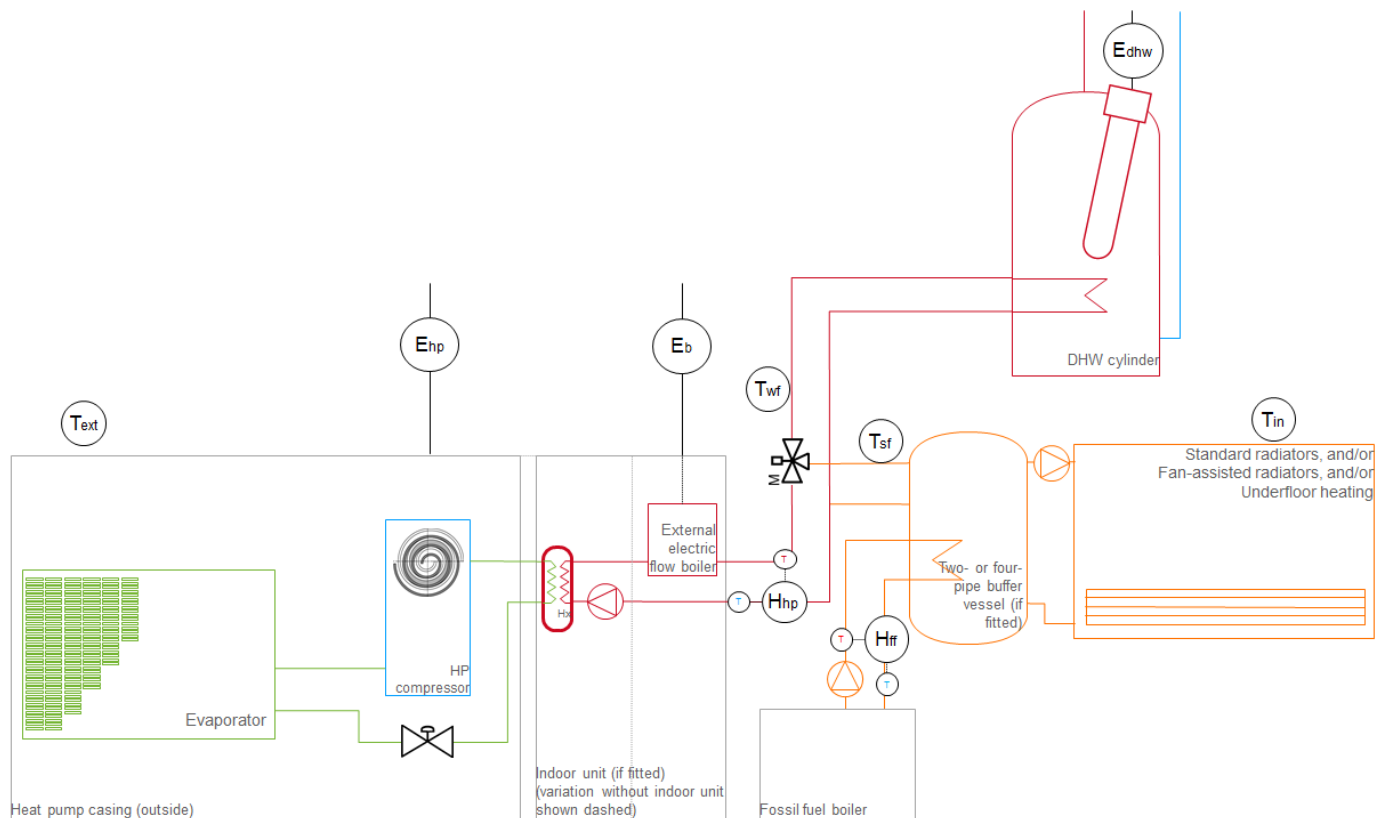 Edhw
DHW cylinder
Ehp
Eb
Twf
Text
Tsf
Tin
Standard radiators, and/or
Fan-assisted radiators, and/or
Underfloor heating
M
External
electric
flow boiler
T
T
Hhp
Hx
Two- or four-
pipe buffer
vessel (if
fitted)
T
Hff
T
HP
compressor
Evaporator
Indoor unit (if fitted)
(variation without indoor unit
shown dashed)
Heat pump casing (outside)
Fossil fuel boiler